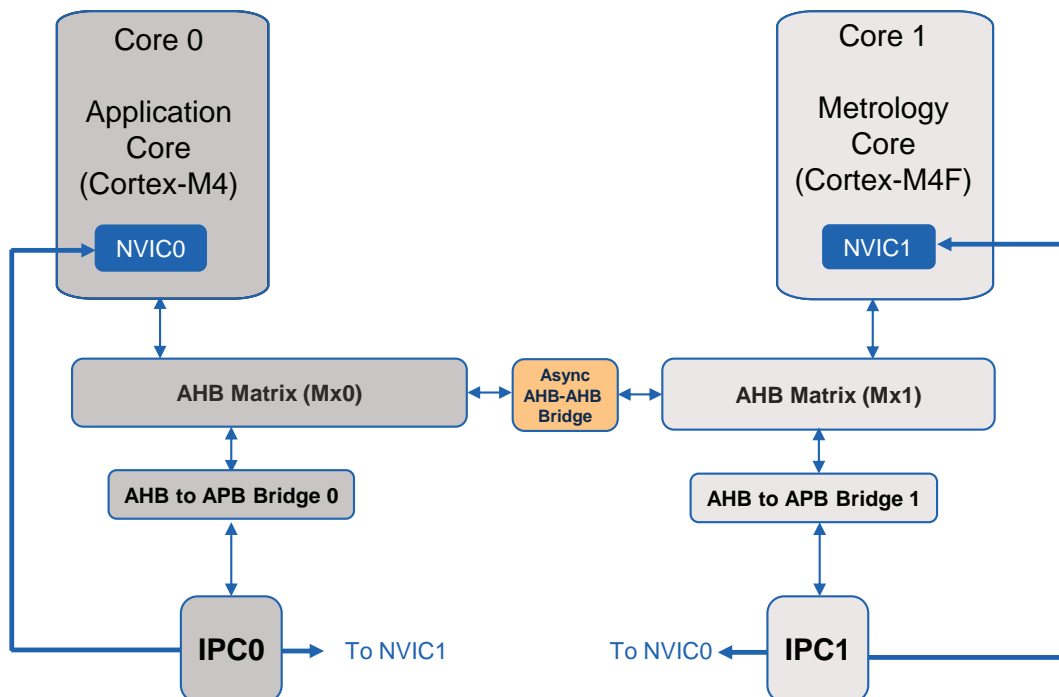 Core 0
Application
Core
(Cortex-M4)
NVIC0
Core 1
Metrology
Core
(Cortex-M4F)
NVIC1
AHB Matrix (Mx0)
Async
AHB-AHB
Bridge
AHB Matrix (Mx1)
AHB to APB Bridge 0
AHB to APB Bridge 1
IPC0
To NVIC1
To NVIC0
IPC1